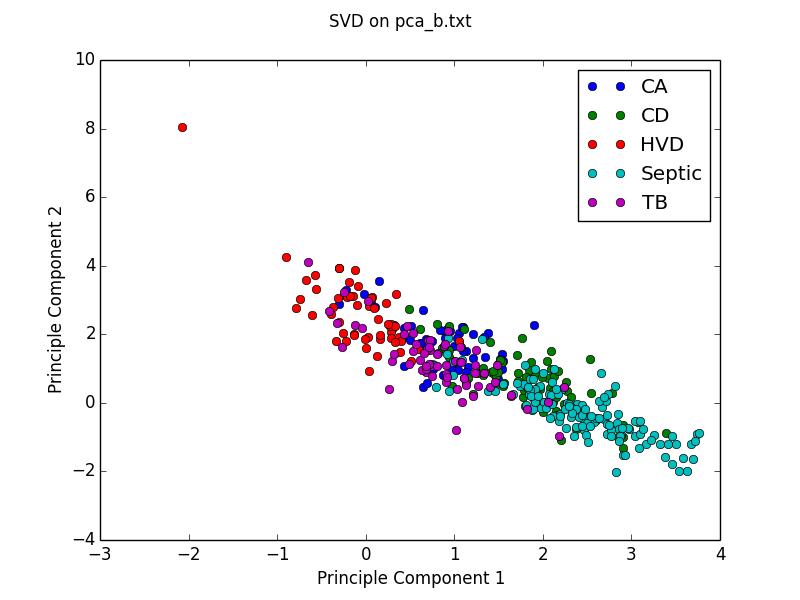 SVD on pca_b.txt
10
8
6
4
2
0
−2
−4
−3
−2
−1
0
1
2
3
4
Principle Component 1
Principle Component 2
CA
CD
HVD
Septic
TB